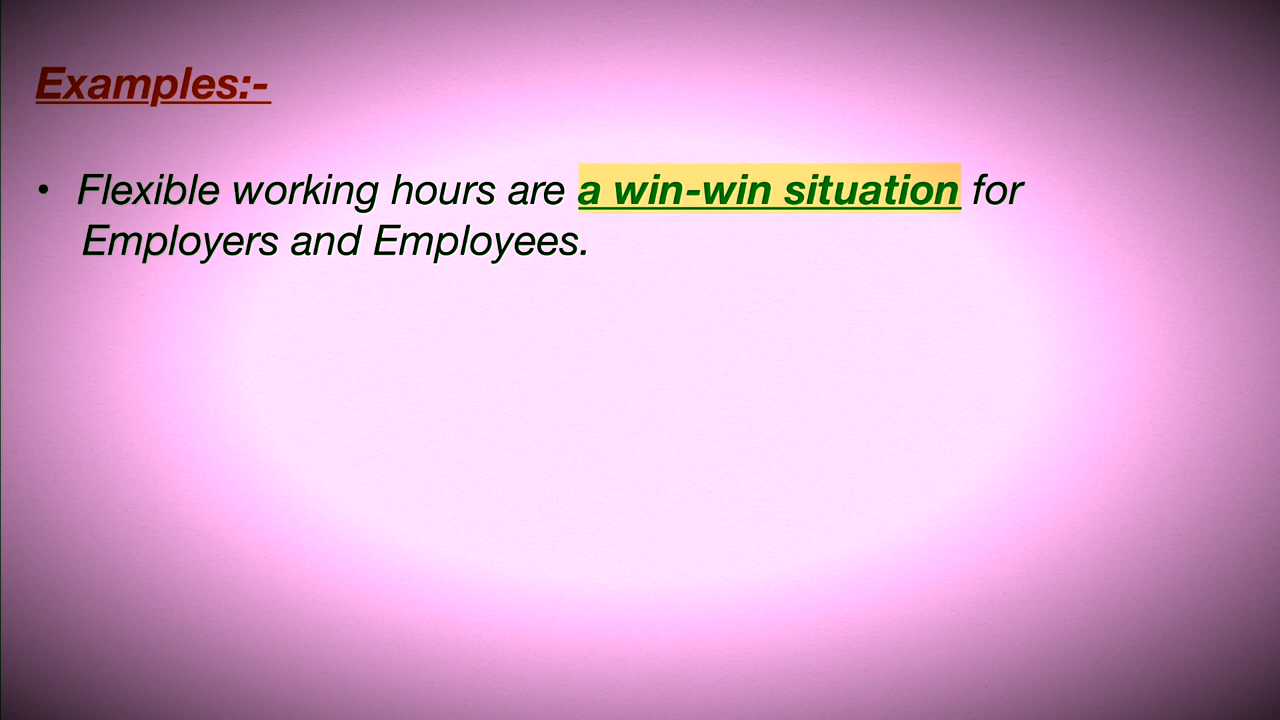 Examples:-
• Flexible working hours are a win-win situation for
Employers and Employees.